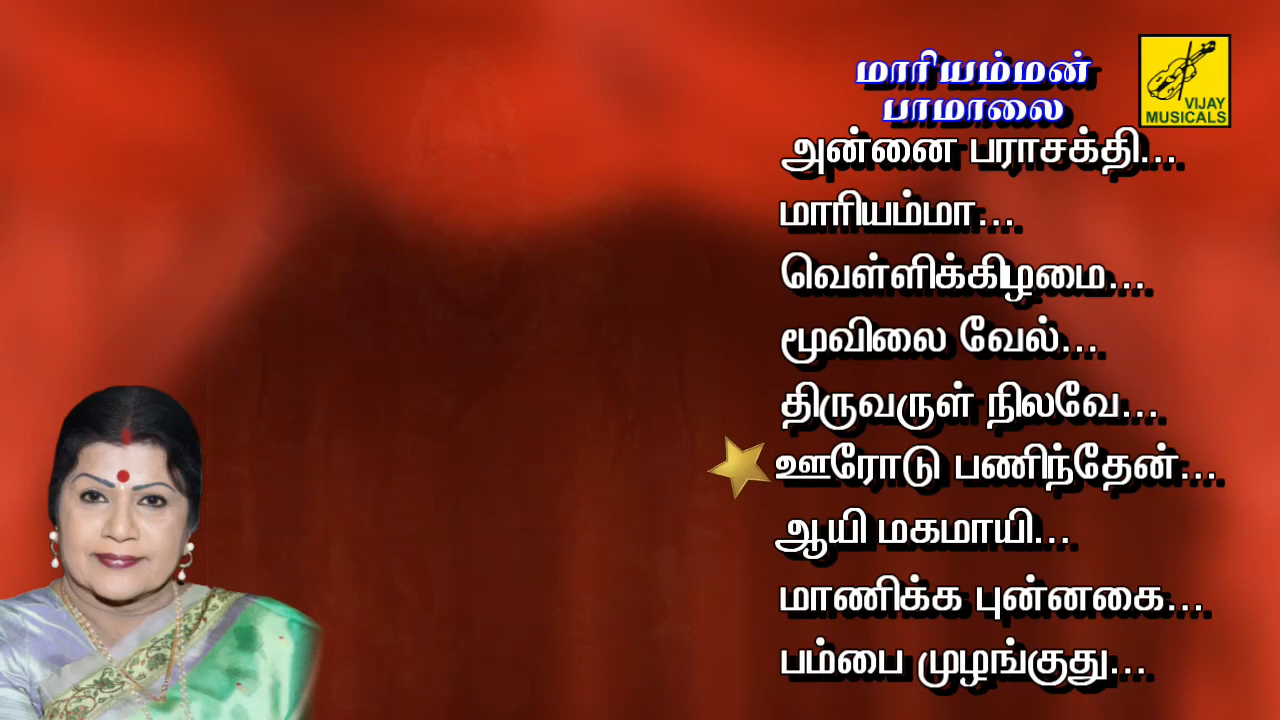 மாரியம்மன்
பாமாலை
VIJAY
MUSICALS
அன்னை பராசக்தி...
மாரியம்மா...
வெள்ளிக்கிழமை...
மூவிலை வேல்...
திருவருள் நிலவே...
ஊரோடு பணிந்தேன்...
ஆயி மகமாயி...
மாணிக்க புன்னகை...
பம்பை முழங்குது...